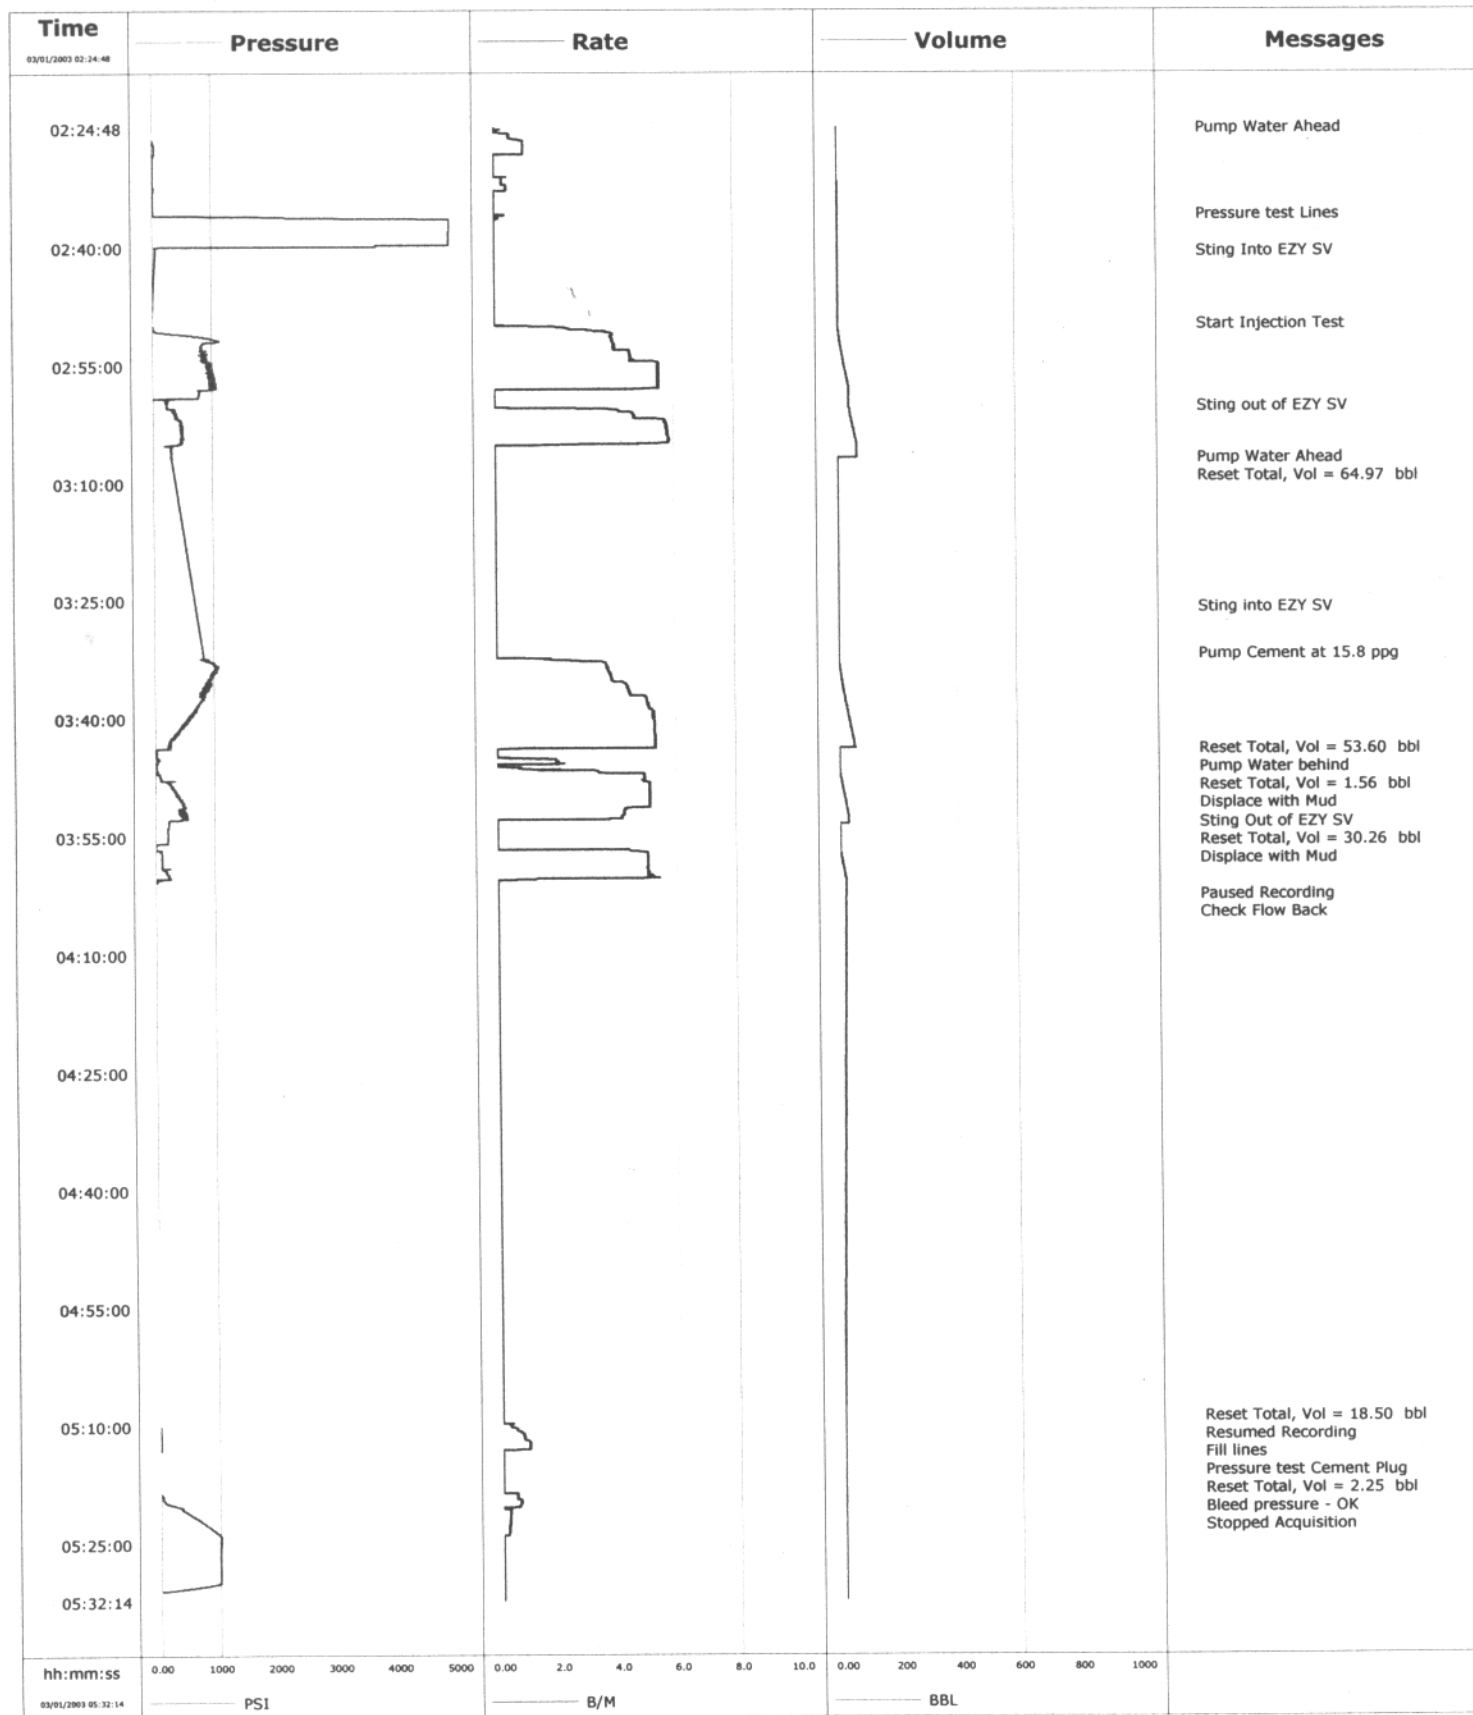 Time
03/01/2003 02:24:48
Pressure
Rate
Volume
Messages
02:24:48
Pump Water Ahead
Pressure test Lines
02:40:00
Sting Into EZY SV
Start Injection Test
02:55:00
Sting out of EZY SV
Pump Water Ahead
Reset Total, Vol = 64.97 bbl
03:10:00
03:25:00
Sting into EZY SV
Pump Cement at 15.8 ppg
03:40:00
Reset Total, Vol = 53.60 bbl
Pump Water behind
Reset Total, Vol = 1.56 bbl
Displace with Mud
Sting Out of EZY SV
03:55:00
Reset Total, Vol = 30.26 bbl
Displace with Mud
Paused Recording
Check Flow Back
04:10:00
04:25:00
04:40:00
04:55:00
05:10:00
Reset Total, Vol = 18.50 bbl
Resumed Recording
Fill lines
Pressure test Cement Plug
Reset Total, Vol = 2.25 bbl
Bleed pressure - OK
Stopped Acquisition
05:25:00
05:32:14
hh:mm:ss
0.00 1000 2000 3000 4000 5000
0.00 2.0 4.0 6.0 8.0 10.0
0.00 200 400 600 800 1000
03/01/2003 05:32:14
PSI
B/M
BBL